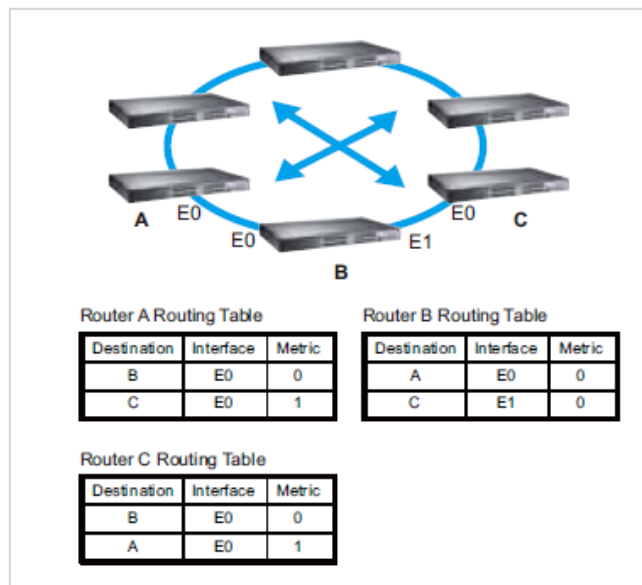 A
E0
E0
B
E1
E0
C
Router A Routing Table
Destination Interface Metric
B E0 0
C E0 1
Router B Routing Table
Destination Interface Metric
A E0 0
C E1 0
Router C Routing Table
Destination Interface Metric
B E0 0
A E0 1